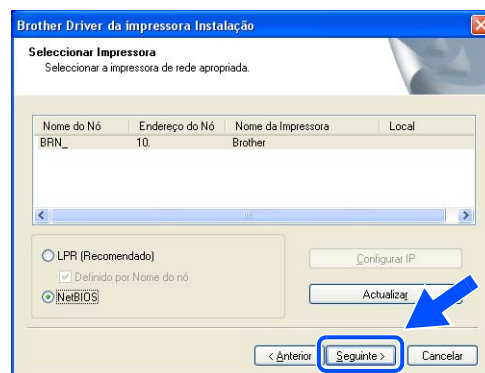 Brother Driver da impressora Instalação
Seleccionar Impressora
Seleccionar a impressora de rede apropriada.
Nome do Nó Endereço do Nó Nome da Impressora Local
BRN_ 10. Brother
LPR (Recomendado)
Definido por Nome do nó
NetBIOS
Configurar IP
Actualizar
< Anterior
Seguinte >
Cancelar